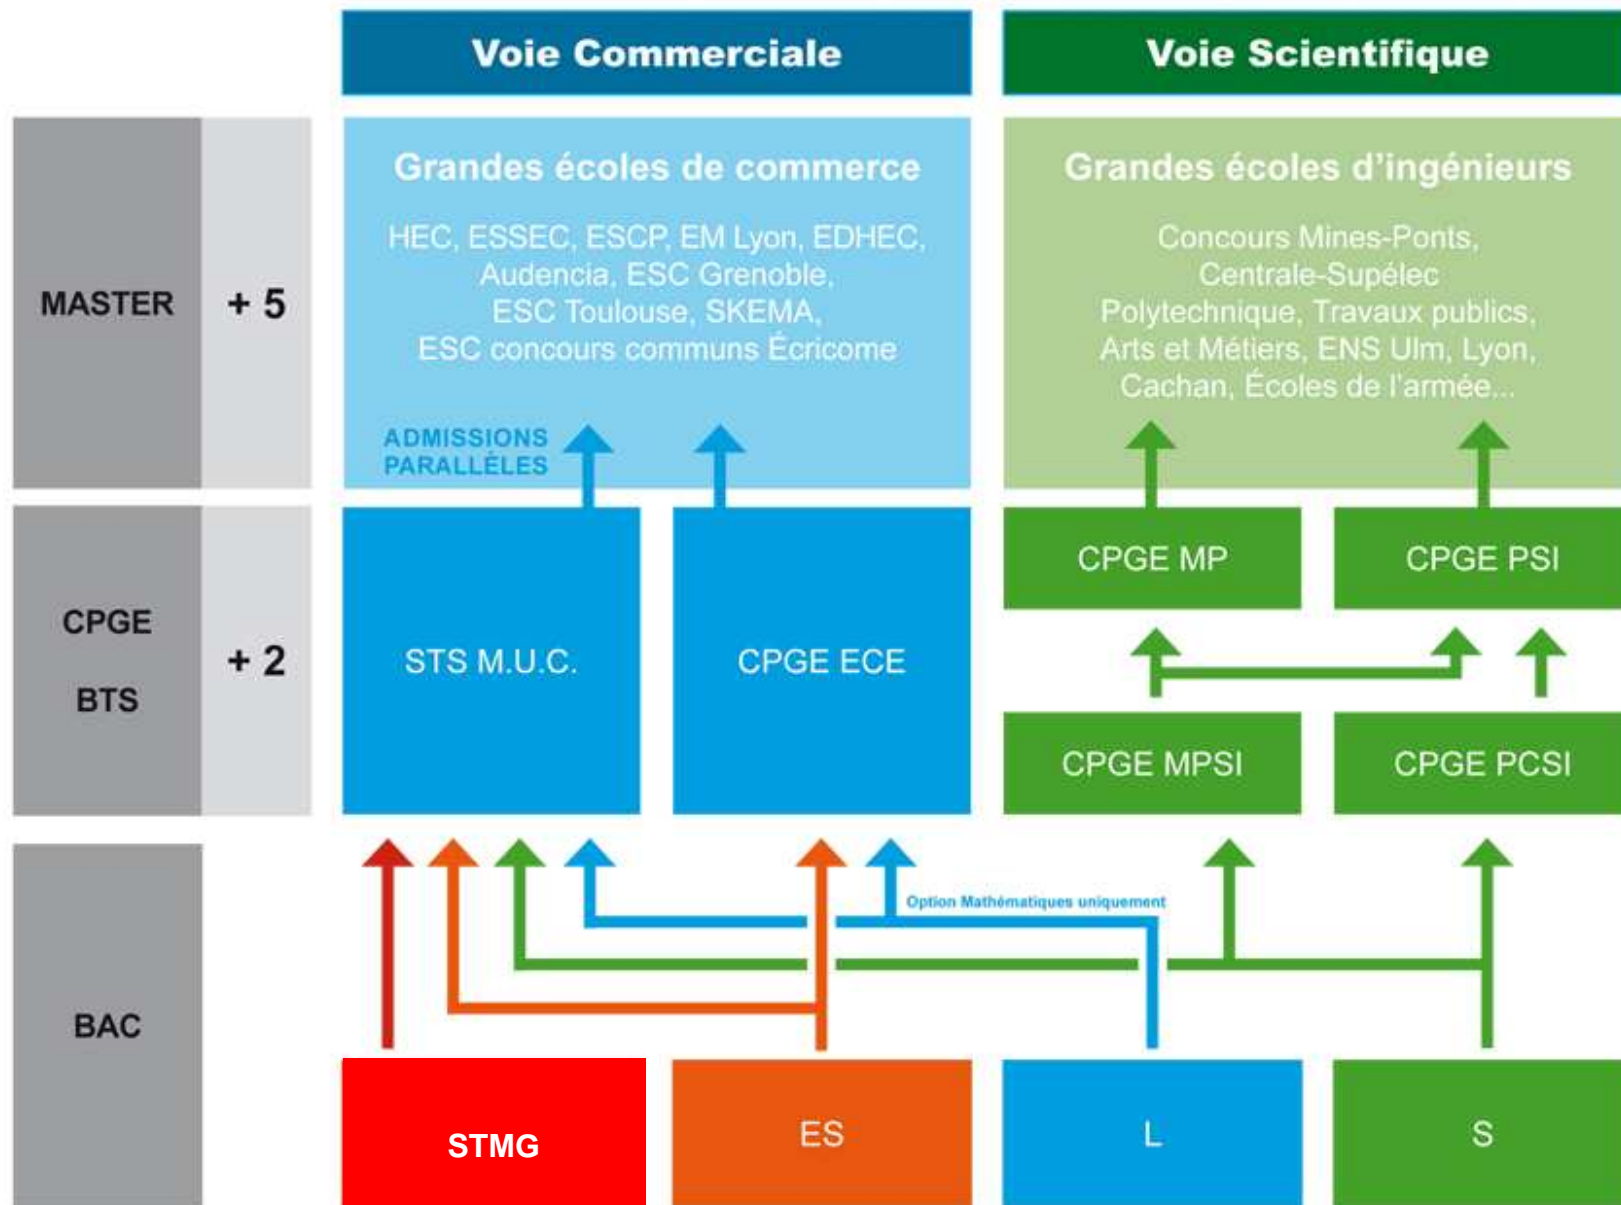 Voie Commerciale
Voie Scientifique
MASTER
+ 5
Grandes écoles de commerce
HEC, ESSEC, ESCP, EM Lyon, EDHEC,
Audencia, ESC Grenoble,
ESC Toulouse, SKEMA,
ESC concours communs Écricome
ADMISSIONS
PARALLÈLES
Grandes écoles d'ingénieurs
Concours Mines-Ponts,
Centrale-Supélec
Polytechnique, Travaux publics,
Arts et Métiers, ENS Ulm, Lyon,
Cachan, Écoles de l'armée...
CPGE
BTS
+ 2
STS M.U.C.
CPGE ECE
CPGE MP
CPGE PSI
CPGE MPSI
CPGE PCSI
Option Mathématiques uniquement
BAC
STMG
ES
L
S